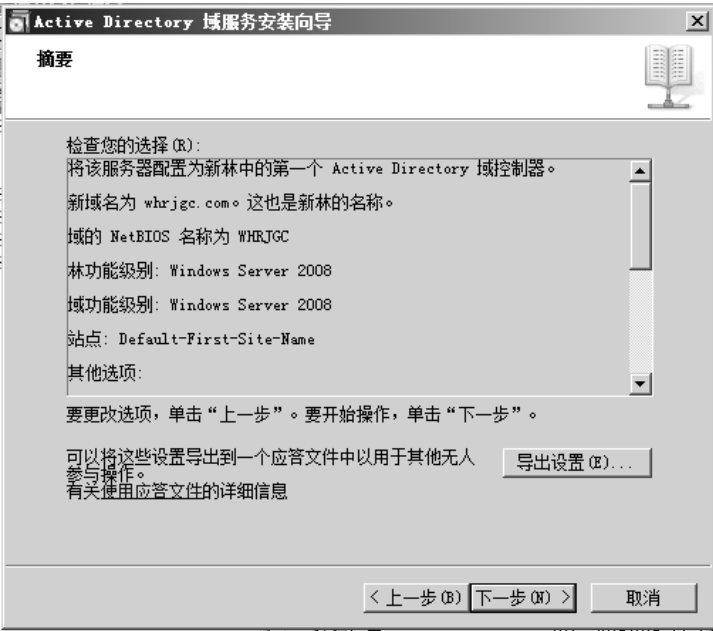 Active Directory 域服务安装向导
摘要
检查您的选择(R):
将该服务器配置为新林中的第一个 Active Directory 域控制器。
新域名为 whrjgc.com。这也是新林的名称。
域的 NetBIOS 名称为 WHRJGC
林功能级别: Windows Server 2008
域功能级别: Windows Server 2008
站点: Default-First-Site-Name
其他选项:
要更改选项，单击“上一步”。要开始操作，单击“下一步”。
可以将这些设置导出到一个应答文件中以用于其他无人
参与操作。
导出设置(E)...
有关使用应答文件的详细信息
< 上一步(B) 下一步(N) > 取消